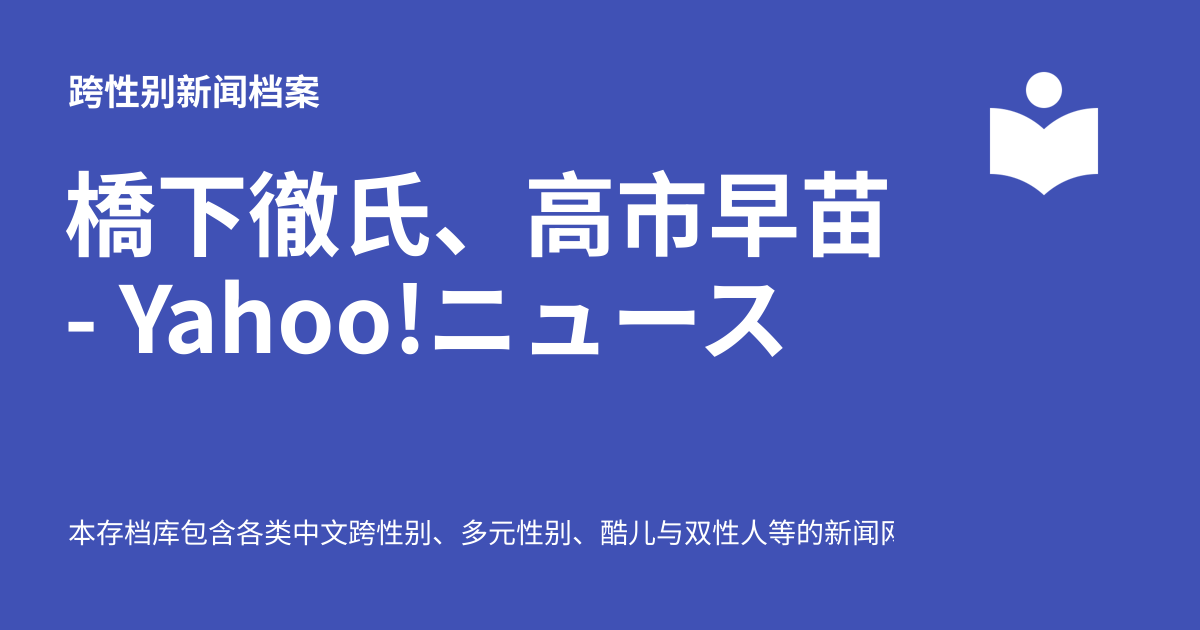 跨性别新闻档案
橋下徹氏、高市早苗
- Yahoo!ニュース
本存档库包含各类中文跨性别、多元性别、酷儿与双性人等的新闻